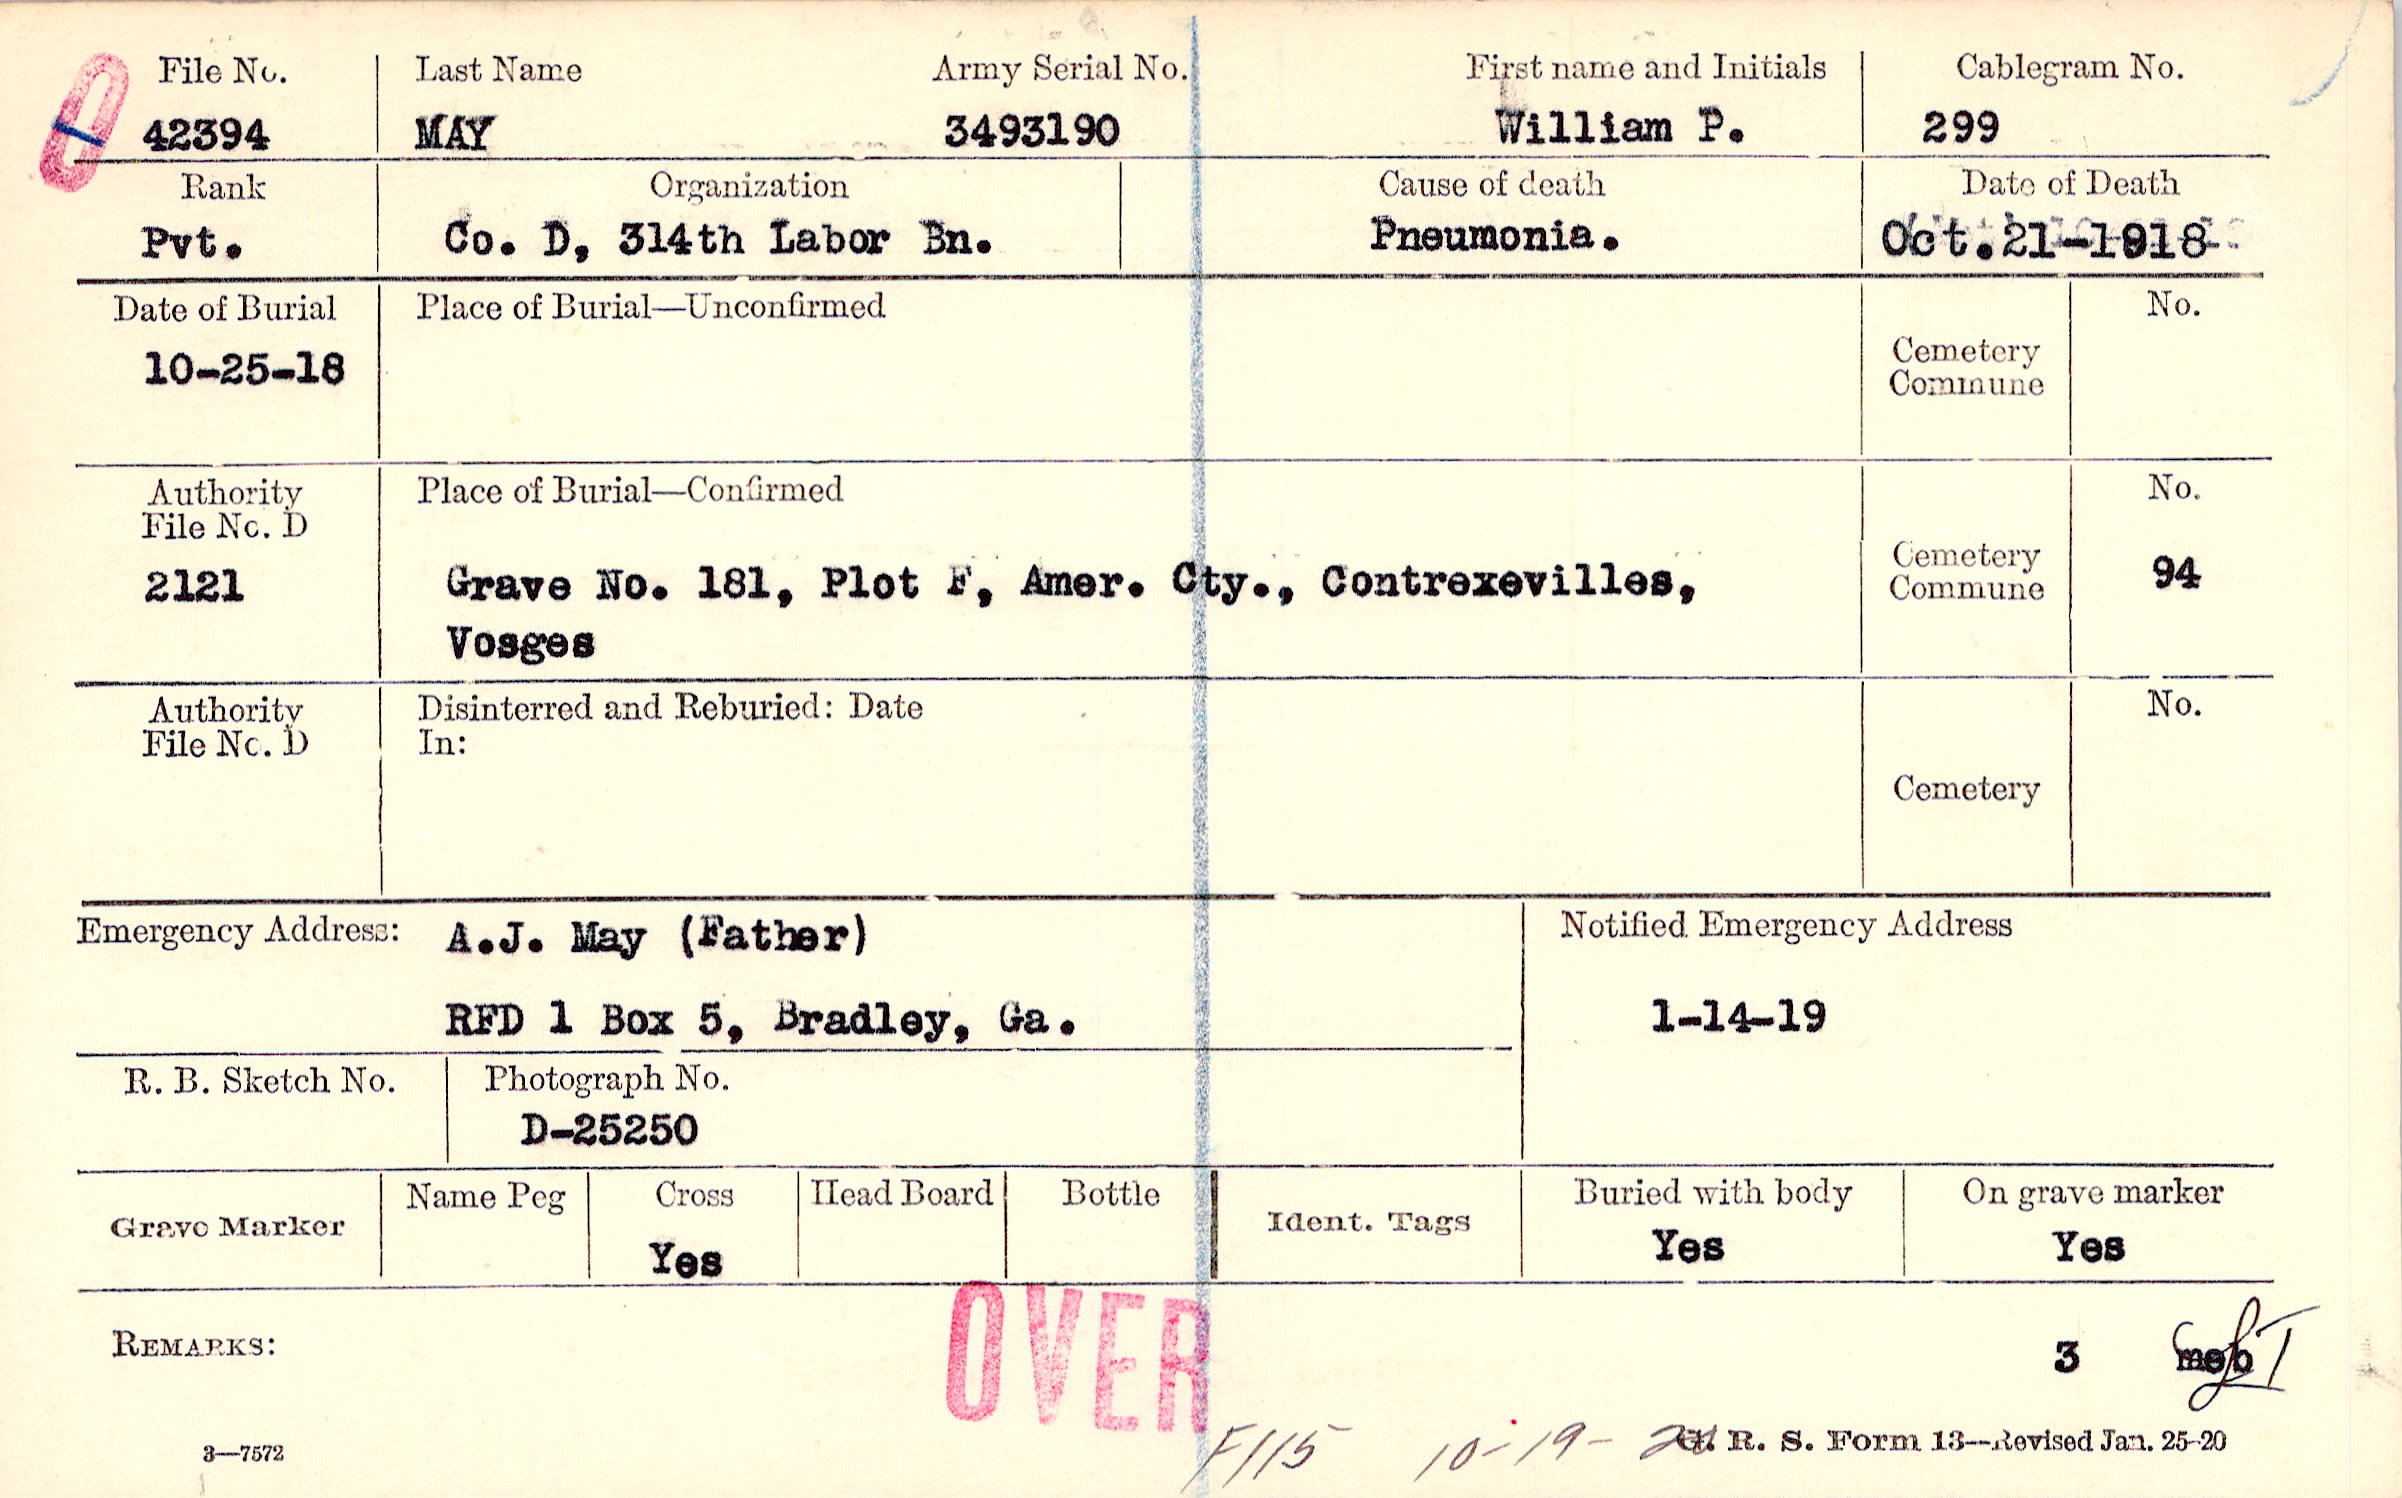 File No. Last Name Army Serial No. First name and Initials Cablegram No.
42394 MAY 3493190 William P. 299
Rank Organization Cause of death Date of Death
Pvt. Co. D, 314th Labor Bn. Pneumonia. Oct.21-1918
Date of Burial Place of Burial—Unconfirmed No.
10-25-18 Cemetery
Commune
Authority Place of Burial—Confirmed No.
File No. D
2121 Grave No. 181, Plot F, Amer. Cty., Contrexevilles, Cemetery 94
Commune
Vosges
Authority Disinterred and Reburied: Date No.
File No. D In:
Cemetery
Emergency Address: A.J. May (Father) Notified Emergency Address
RFD 1 Box 5, Bradley, Ga. 1-14-19
R. B. Sketch No. Photograph No.
D-25250
Grave Marker Name Peg Cross Head Board Bottle Ident. Tags Buried with body On grave marker
Yes Yes Yes
OVER
REMARKS: 3 meb
F115 10-19-
3—7572 G. R. S. Form 13—Revised Jan. 25-20